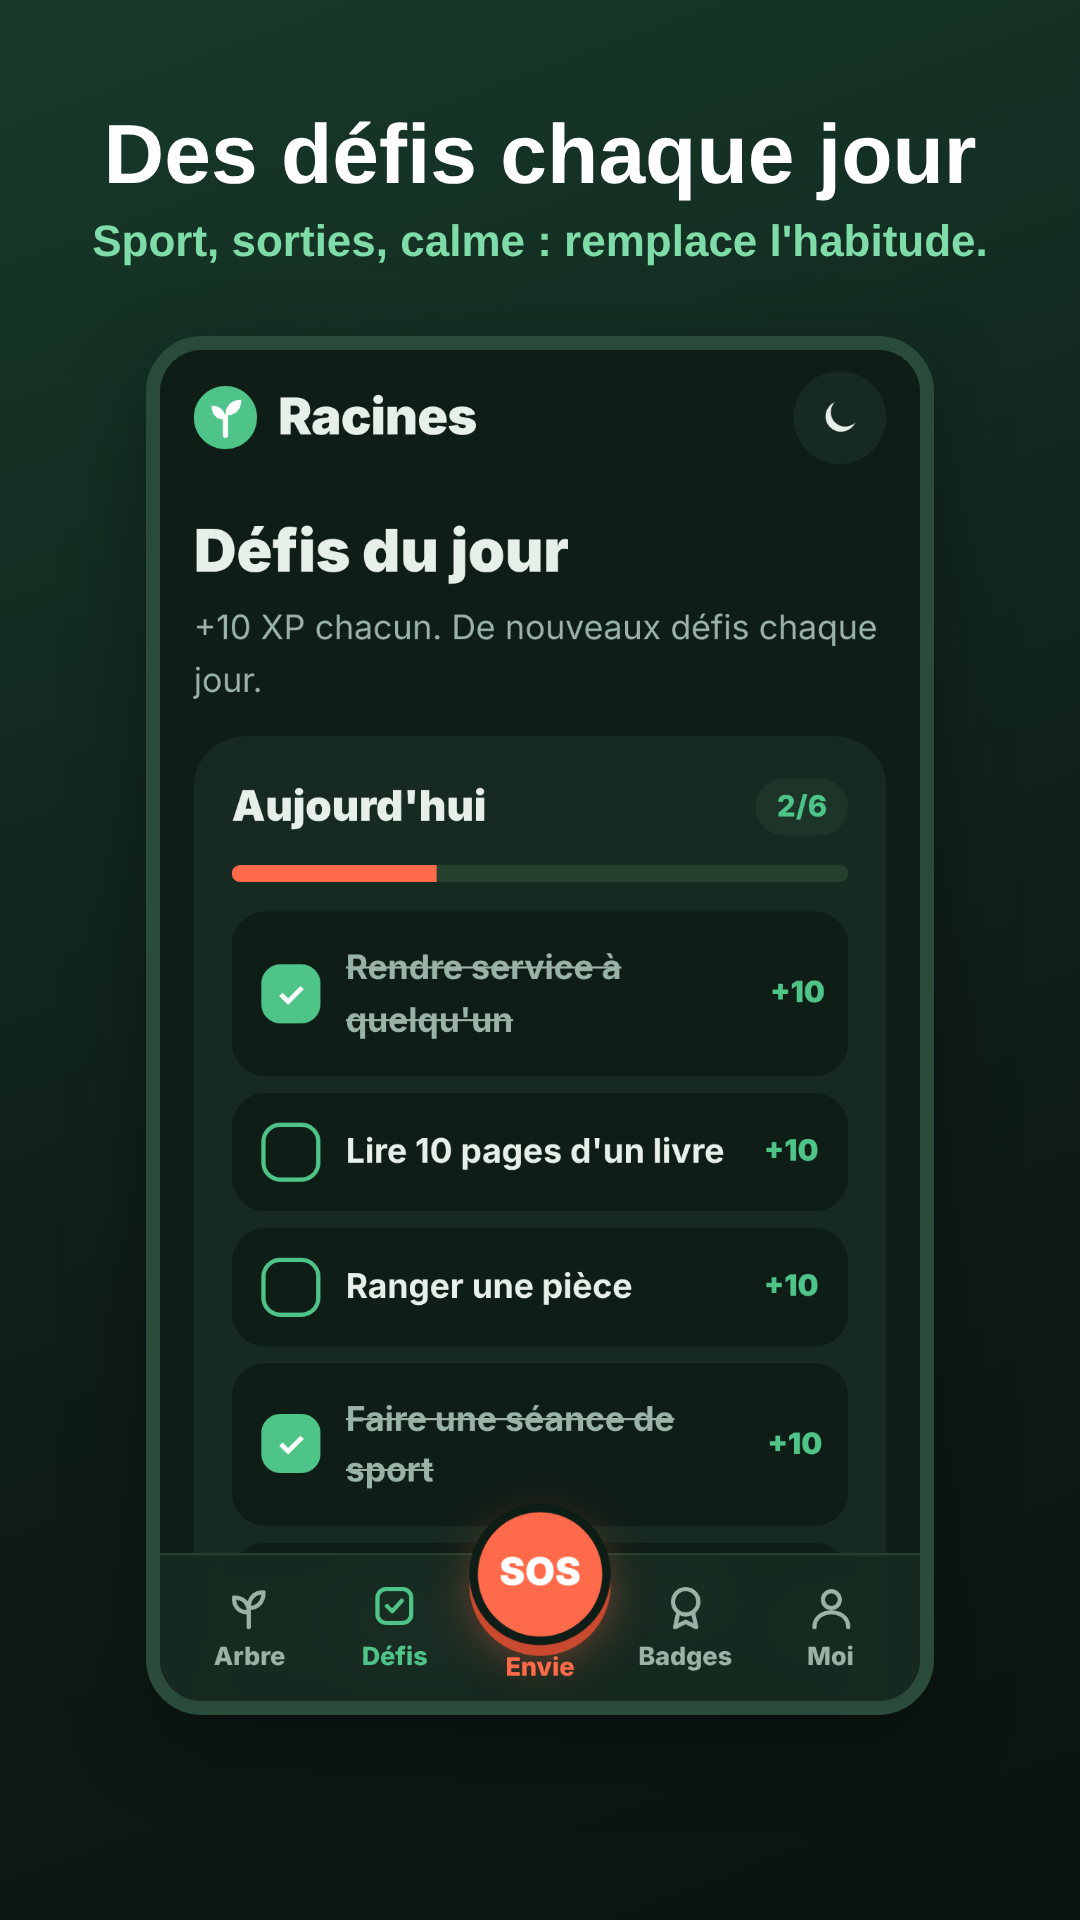 Des défis chaque jour
Sport, sorties, calme : remplace l'habitude.
Racines
Défis du jour
+10 XP chacun. De nouveaux défis chaque
jour.
Aujourd'hui
2/6
Rendre service à
quelqu'un
+10
Lire 10 pages d'un livre
+10
Ranger une pièce
+10
Faire une séance de
sport
+10
SOS
Arbre
Défis
Envie
Badges
Moi